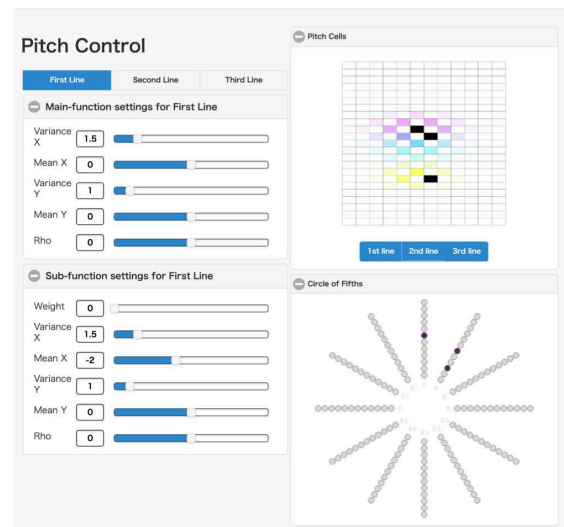 Pitch Control
First Line
Second Line
Third Line
Main-function settings for First Line
Variance X
1.5
Mean X
0
Variance Y
1
Mean Y
0
Rho
0
Sub-function settings for First Line
Weight
0
Variance X
1.5
Mean X
-2
Variance Y
1
Mean Y
0
Rho
0
Pitch Cells
1st line
2nd line
3rd line
Circle of Fifths